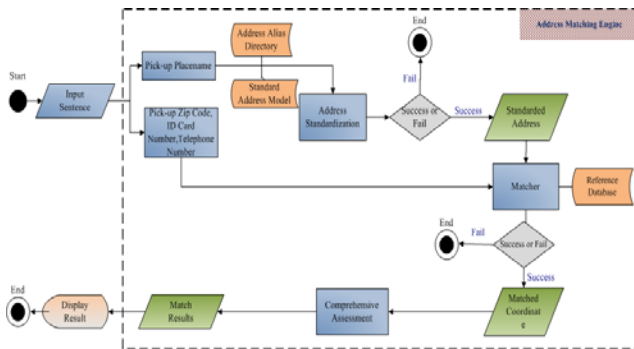 Address Matching Engine
End
Address Alias
Directory
Start
Pick-up Placename
Fail
Input
Sentence
Standard
Address Model
Pick-up Zip Code,
ID Card
Number,Telephone
Number
Address
Standardization
Success or
Fail
Success
Standarded
Address
Matcher
Reference
Database
End
Fail
Success or Fail
Success
End
Display
Result
Match
Results
Comprehensive
Assessment
Matched
Coordinat
e